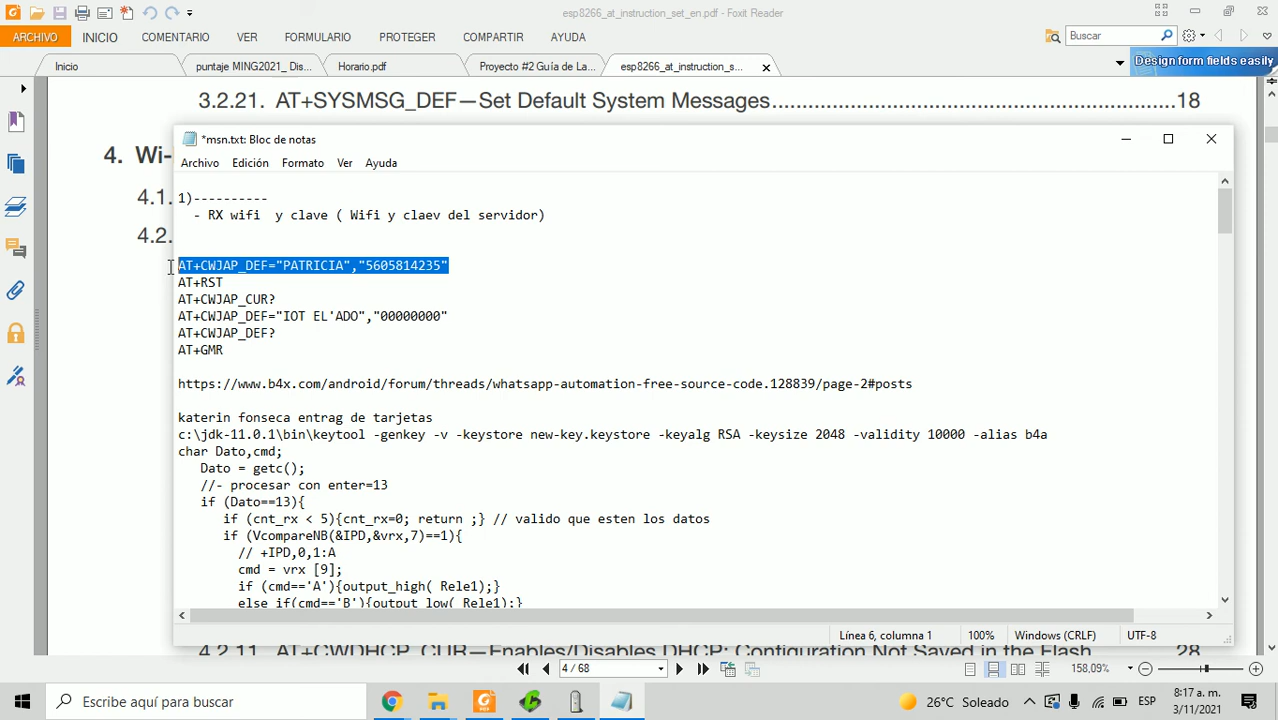 esp8266_at_instruction_set_en.pdf - Foxit Reader
ARCHIVO INICIO COMENTARIO VER FORMULARIO PROTEGER COMPARTIR AYUDA Buscar
Inicio puntaje MING2021_ Dis... Horario.pdf Proyecto #2 Guía de La... esp8266_at_instruction_s... Design form fields easily
3.2.21. AT+SYSMSG_DEF—Set Default System Messages 18
4. Wi-
4.1.
4.2.
*msn.txt: Bloc de notas
Archivo Edición Formato Ver Ayuda
1)----------
- RX wifi y clave ( Wifi y claev del servidor)
AT+CWJAP_DEF="PATRICIA","5605814235"
AT+RST
AT+CWJAP_CUR?
AT+CWJAP_DEF="IOT EL'ADO","00000000"
AT+CWJAP_DEF?
AT+GMR
https://www.b4x.com/android/forum/threads/whatsapp-automation-free-source-code.128839/page-2#posts
katerin fonseca entrag de tarjetas
c:\jdk-11.0.1\bin\keytool -genkey -v -keystore new-key.keystore -keyalg RSA -keysize 2048 -validity 10000 -alias b4a
char Dato,cmd;
Dato = getc();
//- procesar con enter=13
if (Dato==13){
if (cnt_rx < 5){cnt_rx=0; return ;} // valido que esten los datos
if (VcompareNB(&IPD,&vrx,7)==1){
// +IPD,0,1:A
cmd = vrx [9];
if (cmd=='A'){output_high( Rele1);}
else if(cmd=='B'){output_low( Rele1);}
Línea 6, columna 1 100% Windows (CRLF) UTF-8
4.2.11. AT+CWDHCP_CUR—Enables/Disables DHCP; Configuration Not Saved in the Flash 28
4 / 68 158,09%
Escribe aquí para buscar 26°C Soleado ESP 8:17 a. m.
3/11/2021